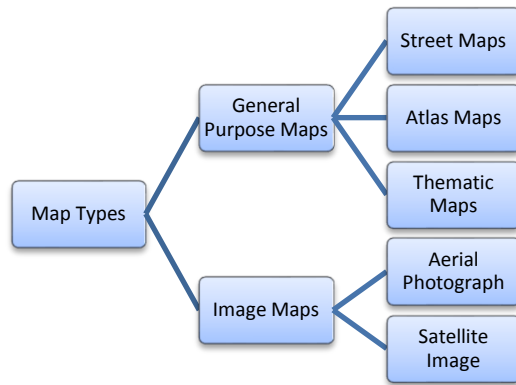 Map Types
General
Purpose Maps
Street Maps
Atlas Maps
Thematic
Maps
Image Maps
Aerial
Photograph
Satellite
Image